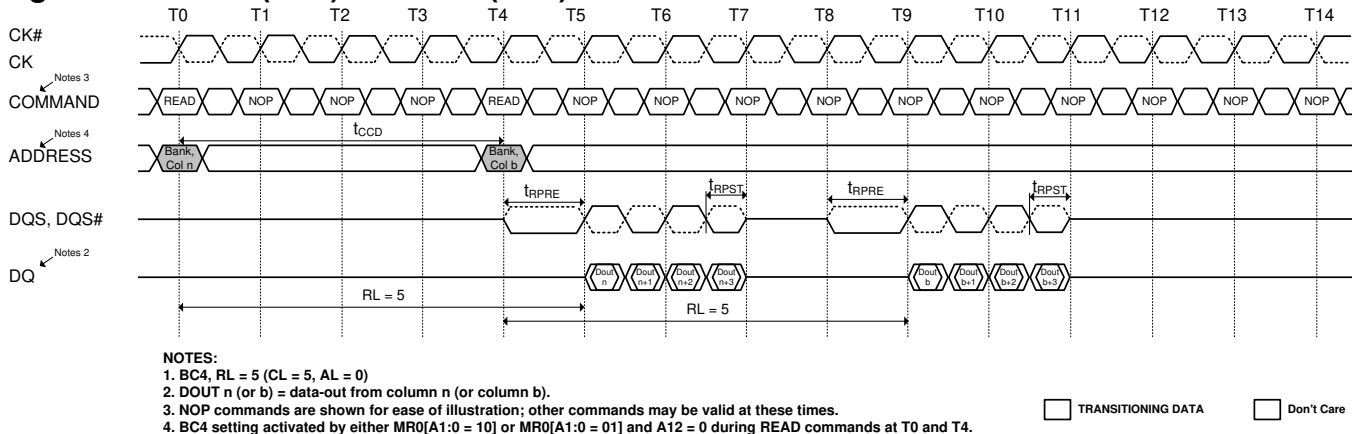 T0 T1 T2 T3 T4 T5 T6 T7 T8 T9 T10 T11 T12 T13 T14
CK#
CK
Notes 3
COMMAND READ NOP NOP NOP READ NOP NOP NOP NOP NOP NOP NOP NOP NOP NOP
tCCD
Notes 4
ADDRESS
Bank, Col n
Bank, Col b
tRPRE tRPST tRPRE tRPST
DQS, DQS#
Notes 2
DQ
Dout n Dout n+1 Dout n+2 Dout n+3 Dout b Dout b+1 Dout b+2 Dout b+3
RL = 5
RL = 5
NOTES:
1. BC4, RL = 5 (CL = 5, AL = 0)
2. DOUT n (or b) = data-out from column n (or column b).
3. NOP commands are shown for ease of illustration; other commands may be valid at these times.
4. BC4 setting activated by either MR0[A1:0 = 10] or MR0[A1:0 = 01] and A12 = 0 during READ commands at T0 and T4.
TRANSITIONING DATA
Don't Care